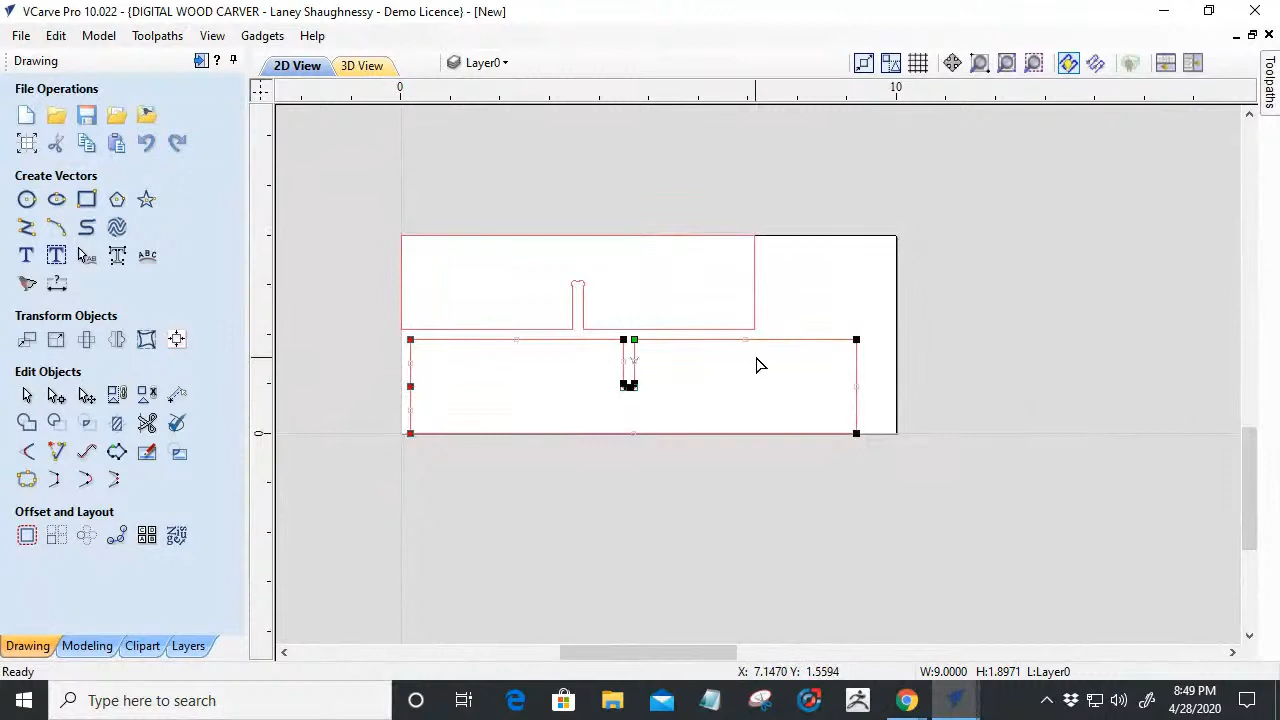 VCarve Pro 10.022 - {DIGITAL WOOD CARVER - Laney Shaughnessy - Demo Licence} - [New]
File Edit Model Toolpaths View Gadgets Help
Drawing ?
2D View 3D View Layer0
0 10
File Operations
Create Vectors
Transform Objects
Edit Objects
Offset and Layout
0
Toolpaths
Drawing Modeling Clipart Layers
Ready X: 7.1470 Y: 1.5594 W:9.0000 H:1.8971 L:Layer0
Type here to search
8:49 PM
4/28/2020